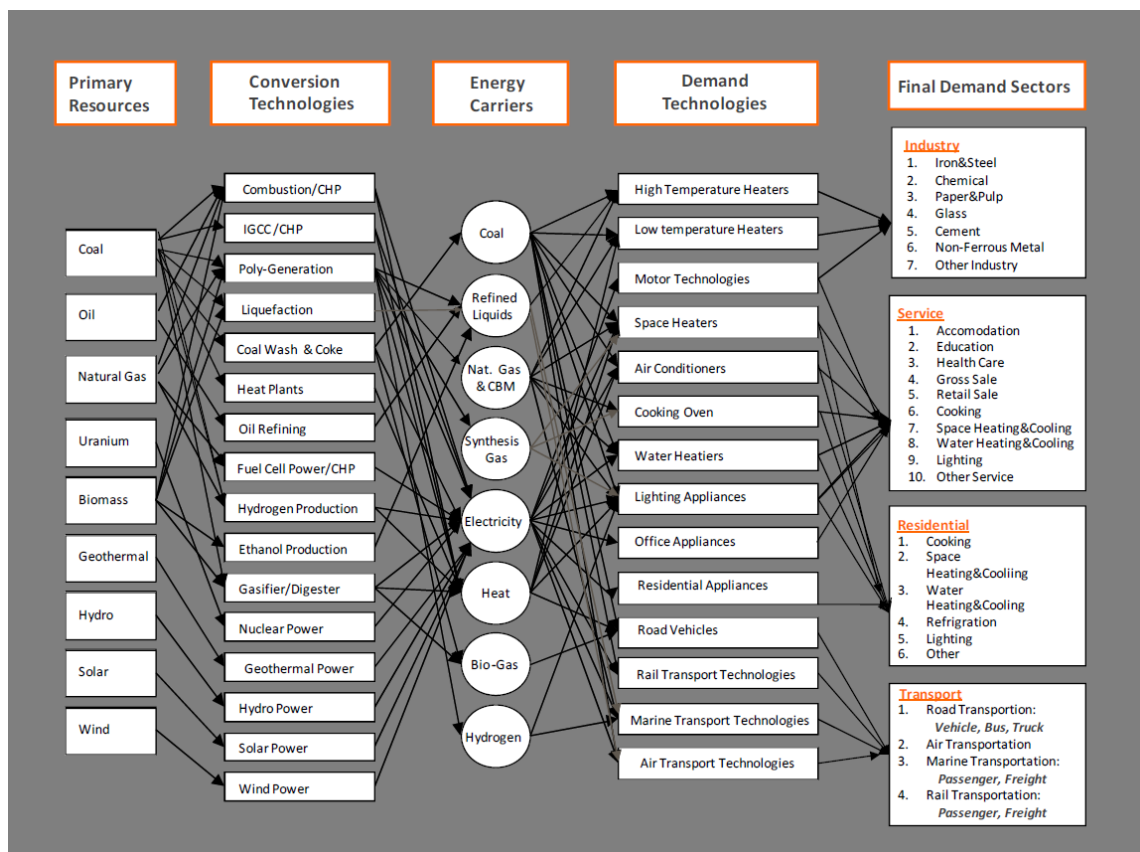 Primary
Resources
Conversion
Technologies
Energy
Carriers
Demand
Technologies
Final Demand Sectors
Coal
Oil
Natural Gas
Uranium
Biomass
Geothermal
Hydro
Solar
Wind
Combustion/CHP
IGCC/CHP
Poly-Generation
Liquefaction
Coal Wash & Coke
Heat Plants
Oil Refining
Fuel Cell Power/CHP
Hydrogen Production
Ethanol Production
Gasifier/Digester
Nuclear Power
Geothermal Power
Hydro Power
Solar Power
Wind Power
Coal
Refined
Liquids
Nat. Gas
& CBM
Synthesis
Gas
Electricity
Heat
Bio-Gas
Hydrogen
High Temperature Heaters
Low temperature Heaters
Motor Technologies
Space Heaters
Air Conditioners
Cooking Oven
Water Heatiers
Lighting Appliances
Office Appliances
Residential Appliances
Road Vehicles
Rail Transport Technologies
Marine Transport Technologies
Air Transport Technologies
Industry
1. Iron&Steel
2. Chemical
3. Paper&Pulp
4. Glass
5. Cement
6. Non-Ferrous Metal
7. Other Industry
Service
1. Accomodation
2. Education
3. Health Care
4. Gross Sale
5. Retail Sale
6. Cooking
7. Space Heating&Cooling
8. Water Heating&Cooling
9. Lighting
10. Other Service
Residential
1. Cooking
2. Space
Heating&Cooliing
3. Water
Heating&Cooling
4. Refrigration
5. Lighting
6. Other
Transport
1. Road Transportion:
Vehicle, Bus, Truck
2. Air Transportation
3. Marine Transportation:
Passenger, Freight
4. Rail Transportation:
Passenger, Freight